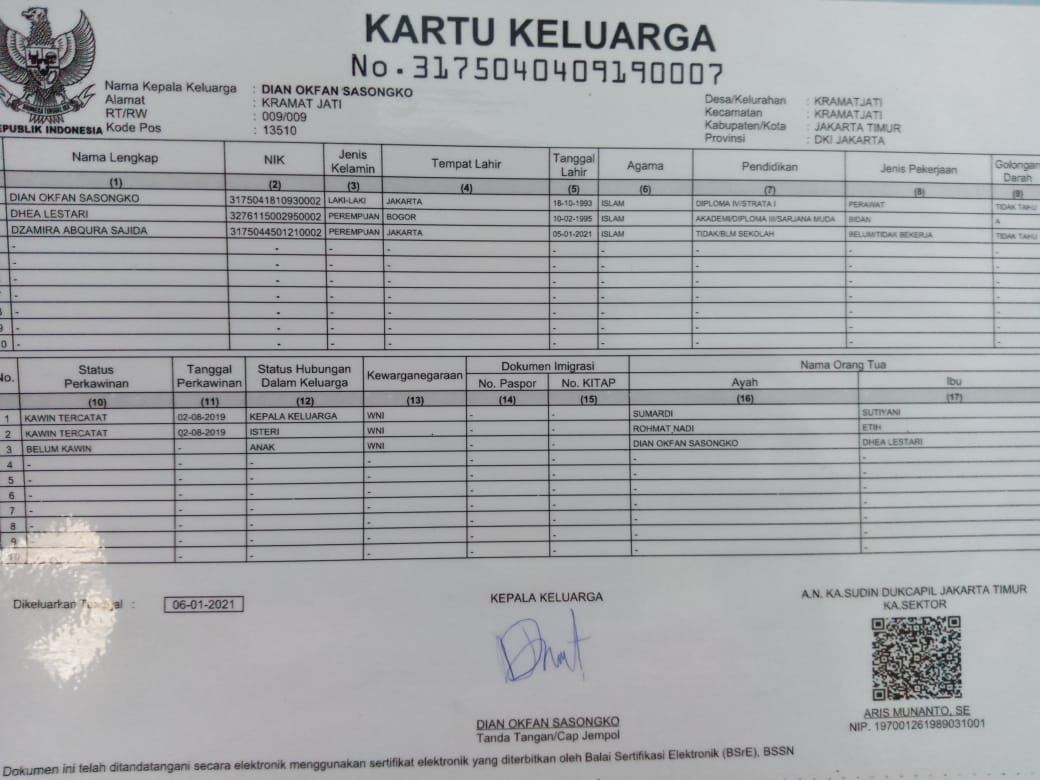 KARTU KELUARGA
No. 3175040409190007
REPUBLIK INDONESIA
Nama Kepala Keluarga : DIAN OKFAN SASONGKO
Alamat : KRAMAT JATI
RT/RW : 009/009
Kode Pos : 13510
Desa/Kelurahan : KRAMATJATI
Kecamatan : KRAMATJATI
Kabupaten/Kota : JAKARTA TIMUR
Provinsi : DKI JAKARTA
Nama Lengkap NIK Jenis Kelamin Tempat Lahir Tanggal Lahir Agama Pendidikan Jenis Pekerjaan Golongan Darah
(1) (2) (3) (4) (5) (6) (7) (8) (9)
DIAN OKFAN SASONGKO 3175041810930002 LAKI-LAKI JAKARTA 18-10-1993 ISLAM DIPLOMA IV/STRATA I PERAWAT TIDAK TAHU
DHEA LESTARI 3276115002950002 PEREMPUAN BOGOR 10-02-1995 ISLAM AKADEMI/DIPLOMA III/SARJANA MUDA BIDAN A
DZAMIRA ABQURA SAJIDA 3175044501210002 PEREMPUAN JAKARTA 05-01-2021 ISLAM TIDAK/BLM SEKOLAH BELUM/TIDAK BEKERJA TIDAK TAHU
- - - - - - - - -
- - - - - - - - -
- - - - - - - - -
7 - - - - - - - - -
8 - - - - - - - - -
9 - - - - - - - - -
10 - - - - - - - - -
No. Status Perkawinan Tanggal Perkawinan Status Hubungan Dalam Keluarga Kewarganegaraan Dokumen Imigrasi Nama Orang Tua
No. Paspor No. KITAP Ayah Ibu
(10) (11) (12) (13) (14) (15) (16) (17)
1 KAWIN TERCATAT 02-08-2019 KEPALA KELUARGA WNI - - SUMARDI SUTIYANI
2 KAWIN TERCATAT 02-08-2019 ISTERI WNI - - ROHMAT NADI ETIH
3 BELUM KAWIN - ANAK WNI - - DIAN OKFAN SASONGKO DHEA LESTARI
4 - - - - - - - -
5 - - - - - - - -
6 - - - - - - - -
7 - - - - - - - -
8 - - - - - - - -
9 - - - - - - - -
10 - - - - - - - -
Dikeluarkan Tanggal : 06-01-2021
KEPALA KELUARGA
DIAN OKFAN SASONGKO
Tanda Tangan/Cap Jempol
A.N. KA.SUDIN DUKCAPIL JAKARTA TIMUR
KA.SEKTOR
ARIS MUNANTO, SE
NIP. 197001261989031001
Dokumen ini telah ditandatangani secara elektronik menggunakan sertifikat elektronik yang diterbitkan oleh Balai Sertifikasi Elektronik (BSrE), BSSN